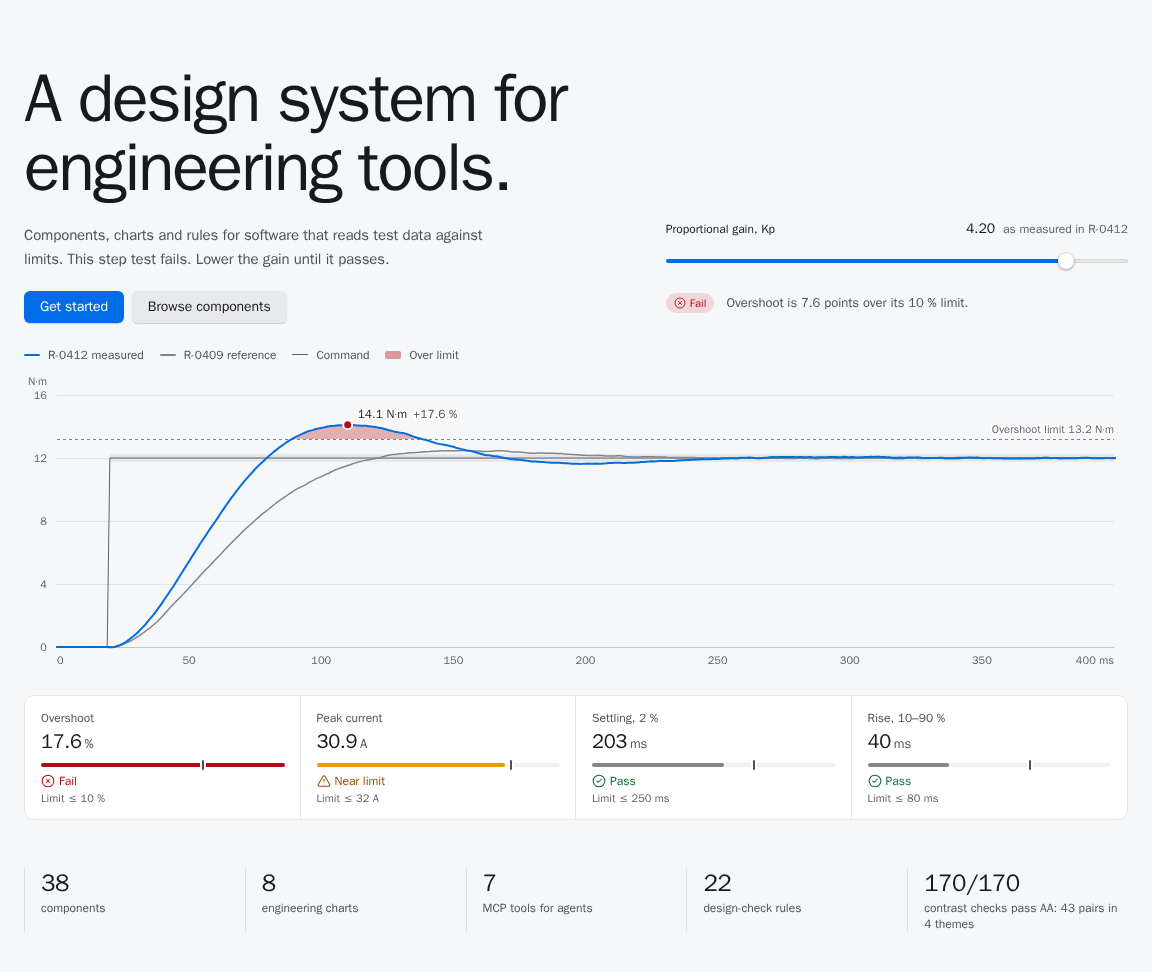 A design system for
engineering tools.
Components, charts and rules for software that reads test data against
limits. This step test fails. Lower the gain until it passes.
Get started
Browse components
Proportional gain, Kp
4.20 as measured in R-0412
Fail
Overshoot is 7.6 points over its 10 % limit.
R-0412 measured
R-0409 reference
Command
Over limit
N·m
16
12
8
4
0
14.1 N·m +17.6 %
Overshoot limit 13.2 N·m
0
50
100
150
200
250
300
350
400 ms
Overshoot
17.6 %
Fail
Limit ≤ 10 %
Peak current
30.9 A
Near limit
Limit ≤ 32 A
Settling, 2 %
203 ms
Pass
Limit ≤ 250 ms
Rise, 10–90 %
40 ms
Pass
Limit ≤ 80 ms
38
components
8
engineering charts
7
MCP tools for agents
22
design-check rules
170/170
contrast checks pass AA: 43 pairs in
4 themes